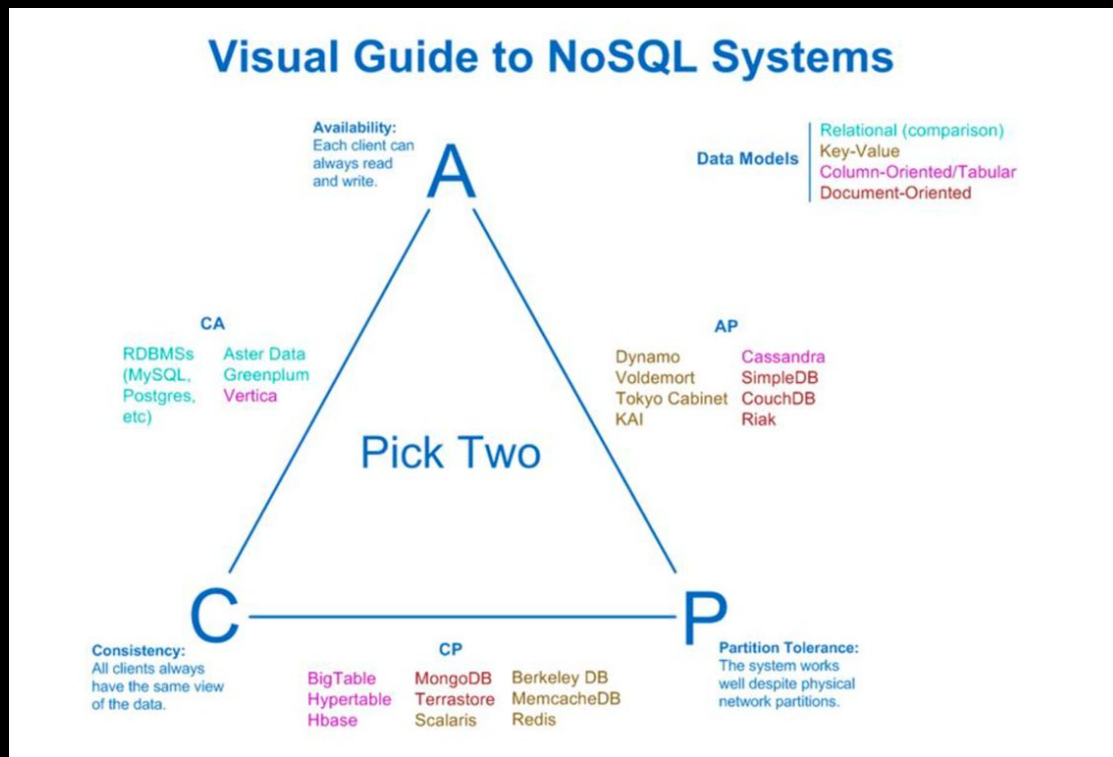 Visual Guide to NoSQL Systems
Availability:
Each client can
always read
and write.
A
Data Models
Relational (comparison)
Key-Value
Column-Oriented/Tabular
Document-Oriented
CA
RDBMSs
(MySQL,
Postgres,
etc)
Aster Data
Greenplum
Vertica
AP
Dynamo
Voldemort
Tokyo Cabinet
KAI
Cassandra
SimpleDB
CouchDB
Riak
Pick Two
C
P
Consistency:
All clients always
have the same view
of the data.
CP
BigTable
Hypertable
Hbase
MongoDB
Terrastore
Scalaris
Berkeley DB
MemcacheDB
Redis
Partition Tolerance:
The system works
well despite physical
network partitions.